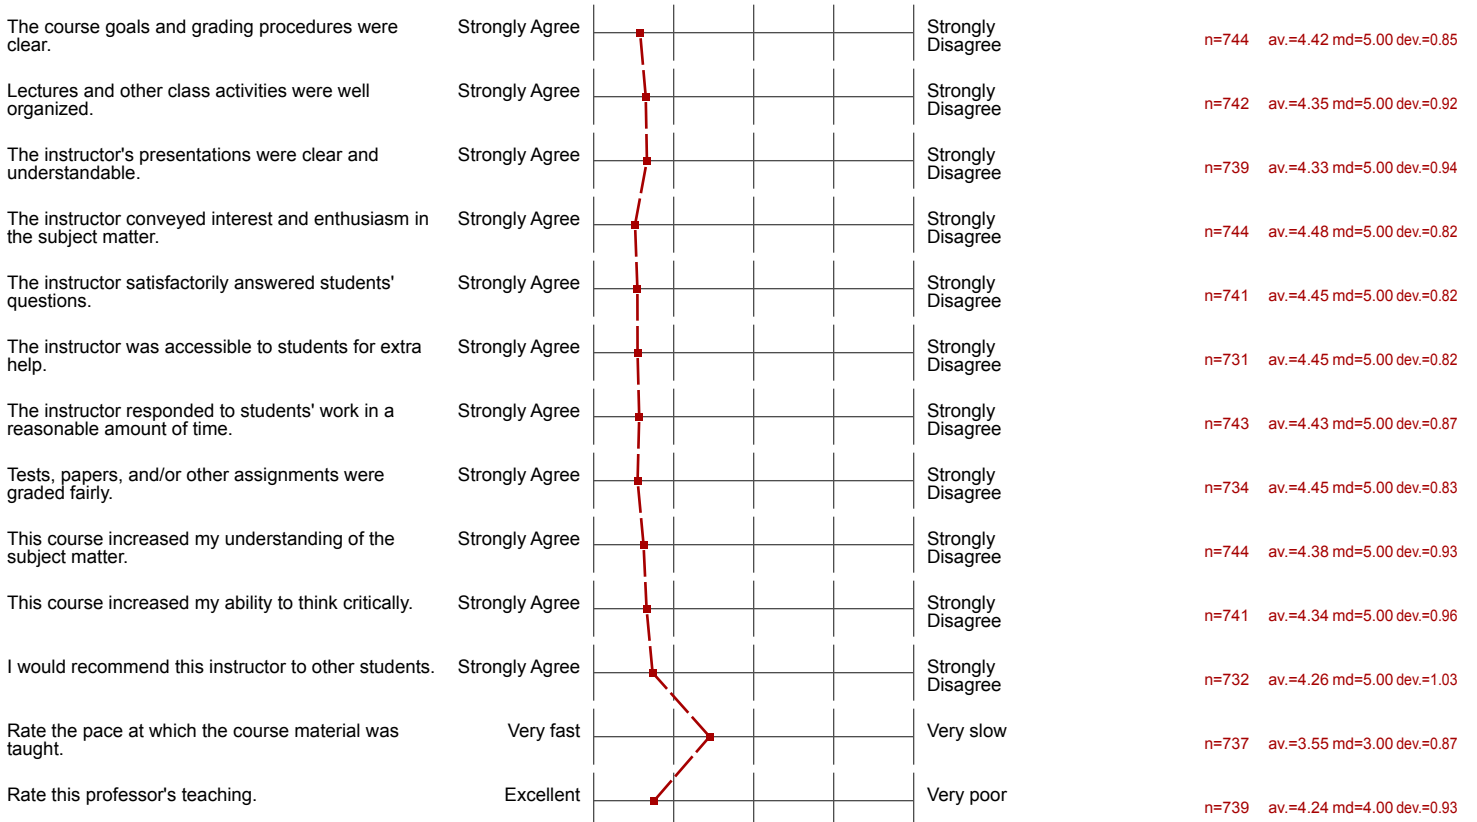 The course goals and grading procedures were
clear.
Strongly Agree
Strongly
Disagree
n=744 av.=4.42 md=5.00 dev.=0.85
Lectures and other class activities were well
organized.
Strongly Agree
Strongly
Disagree
n=742 av.=4.35 md=5.00 dev.=0.92
The instructor's presentations were clear and
understandable.
Strongly Agree
Strongly
Disagree
n=739 av.=4.33 md=5.00 dev.=0.94
The instructor conveyed interest and enthusiasm in
the subject matter.
Strongly Agree
Strongly
Disagree
n=744 av.=4.48 md=5.00 dev.=0.82
The instructor satisfactorily answered students'
questions.
Strongly Agree
Strongly
Disagree
n=741 av.=4.45 md=5.00 dev.=0.82
The instructor was accessible to students for extra
help.
Strongly Agree
Strongly
Disagree
n=731 av.=4.45 md=5.00 dev.=0.82
The instructor responded to students' work in a
reasonable amount of time.
Strongly Agree
Strongly
Disagree
n=743 av.=4.43 md=5.00 dev.=0.87
Tests, papers, and/or other assignments were
graded fairly.
Strongly Agree
Strongly
Disagree
n=734 av.=4.45 md=5.00 dev.=0.83
This course increased my understanding of the
subject matter.
Strongly Agree
Strongly
Disagree
n=744 av.=4.38 md=5.00 dev.=0.93
This course increased my ability to think critically.
Strongly Agree
Strongly
Disagree
n=741 av.=4.34 md=5.00 dev.=0.96
I would recommend this instructor to other students.
Strongly Agree
Strongly
Disagree
n=732 av.=4.26 md=5.00 dev.=1.03
Rate the pace at which the course material was
taught.
Very fast
Very slow
n=737 av.=3.55 md=3.00 dev.=0.87
Rate this professor's teaching.
Excellent
Very poor
n=739 av.=4.24 md=4.00 dev.=0.93